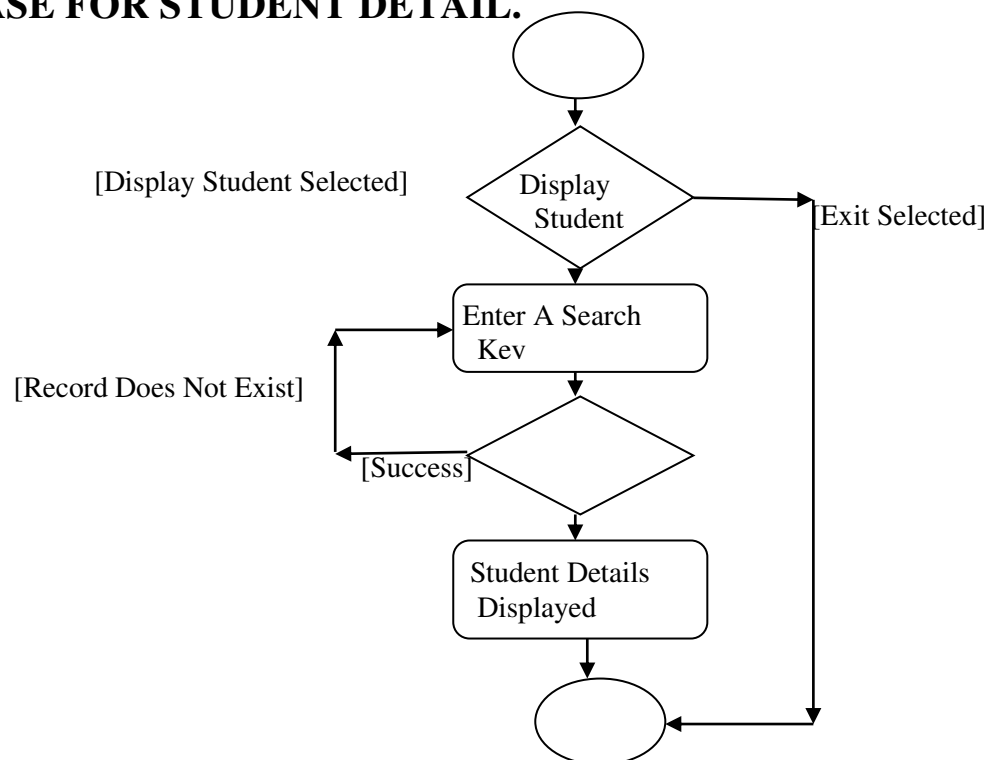 ASE FOR STUDENT DETAIL.
[Display Student Selected]
Display
Student
[Exit Selected]
Enter A Search
Kev
[Record Does Not Exist]
[Success]
Student Details
Displayed